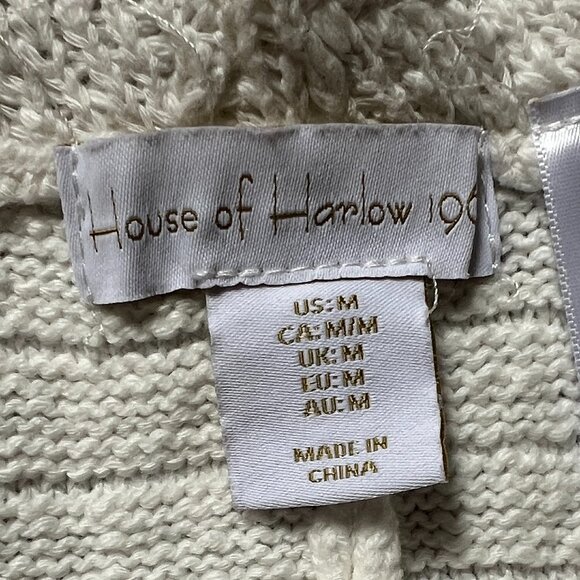 House of Harlow 196
US: M
CA: M/M
UK: M
EU: M
AU: M
MADE IN
CHINA